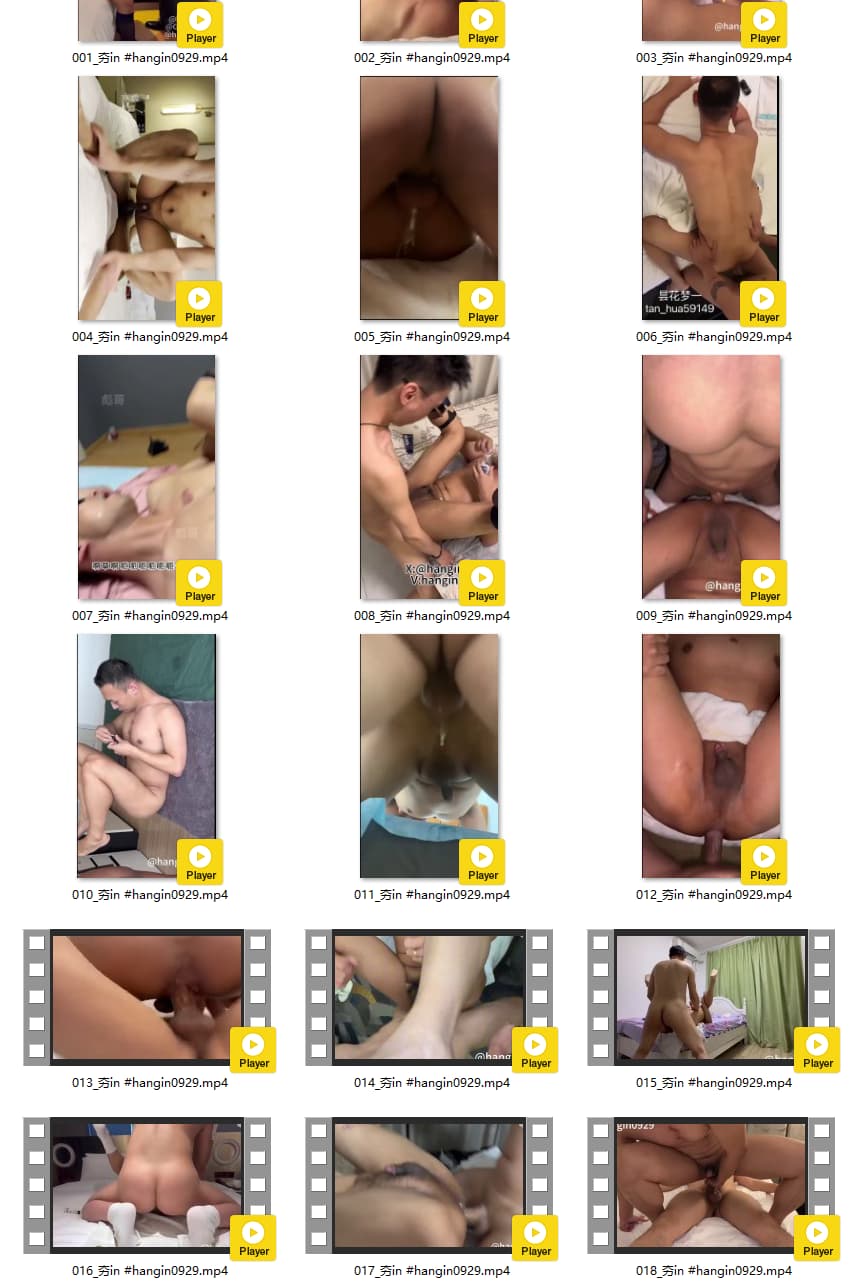 Player
Player
@hang
Player
001_夯in #hangin0929.mp4
002_夯in #hangin0929.mp4
003_夯in #hangin0929.mp4
昙花梦一
tan_hua59149
Player
Player
Player
004_夯in #hangin0929.mp4
005_夯in #hangin0929.mp4
006_夯in #hangin0929.mp4
彪哥
X:@hangin
V:hangin
@hang
Player
Player
Player
007_夯in #hangin0929.mp4
008_夯in #hangin0929.mp4
009_夯in #hangin0929.mp4
@hang
Player
Player
Player
010_夯in #hangin0929.mp4
011_夯in #hangin0929.mp4
012_夯in #hangin0929.mp4
Player
@hang
Player
Player
013_夯in #hangin0929.mp4
014_夯in #hangin0929.mp4
015_夯in #hangin0929.mp4
gin0929
Player
@ha
Player
Player
016_夯in #hangin0929.mp4
017_夯in #hangin0929.mp4
018_夯in #hangin0929.mp4